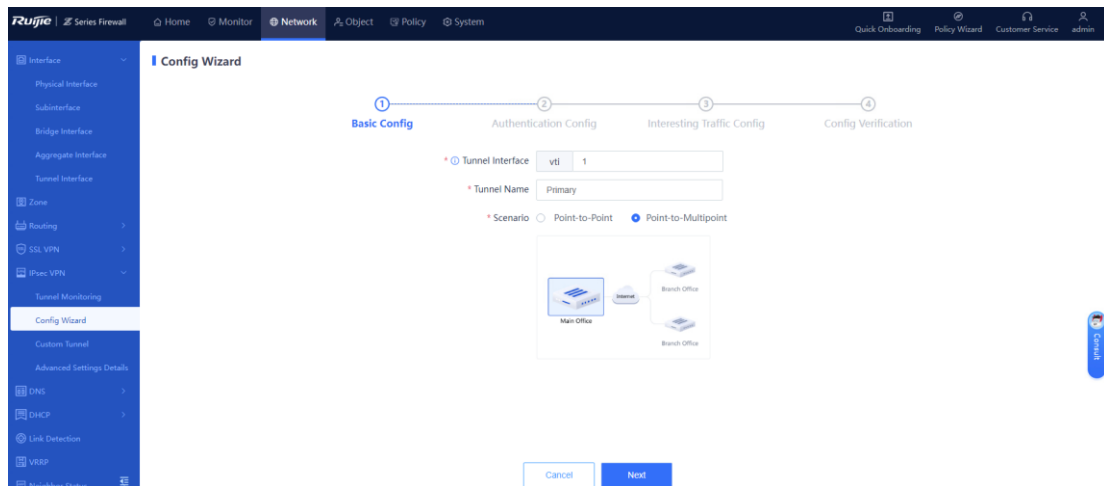 Ruijie | Z Series Firewall
Home
Monitor
Network
Object
Policy
System
Quick Onboarding
Policy Wizard
Customer Service
admin
Interface
Physical Interface
Subinterface
Bridge Interface
Aggregate Interface
Tunnel Interface
Zone
Routing
SSL VPN
IPsec VPN
Tunnel Monitoring
Config Wizard
Custom Tunnel
Advanced Settings Details
DNS
DHCP
Link Detection
VRRP
Neighbor Status
Config Wizard
1
2
3
4
Basic Config
Authentication Config
Interesting Traffic Config
Config Verification
* Tunnel Interface vti 1
* Tunnel Name Primary
* Scenario Point-to-Point Point-to-Multipoint
Main Office
Internet
Branch Office
Branch Office
Cancel
Next
Consult